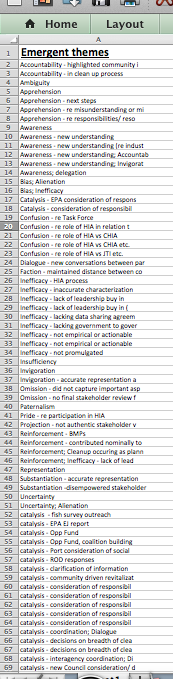 Home Layout
A
1 Emergent themes
2 Accountability - highlighted community i
3 Accountability - in clean up process
4 Ambiguity
5 Apprehension
6 Apprehension - next steps
7 Apprehension - re misunderstanding or mi
8 Apprehension - re responsibilities/ reso
9 Awareness
10 Awareness - new understanding
11 Awareness - new understanding (re indust
12 Awareness - new understanding; Accountab
13 Awareness - new understanding; Invigorat
14 Awareness; delegation
15 Bias; Alienation
16 Bias; Inefficacy
17 Catalysis - EPA consideration of respons
18 Catalysis - consideration of responsibil
19 Confusion - re Task Force
20 Confusion - re role of HIA in relation t
21 Confusion - re role of HIA vs CHIA
22 Confusion - re role of HIA vs CHIA etc.
23 Confusion - re role of HIA vs JTI etc.
24 Dialogue - new conversations between par
25 Faction - maintained distance between co
26 Inefficacy - HIA process
27 Inefficacy - inaccurate characterization
28 Inefficacy - lack of leadership buy in
29 Inefficacy - lack of leadership buy in (
30 Inefficacy - lacking data sharing agreem
31 Inefficacy - lacking government to gover
32 Inefficacy - not empirical or actionable
33 Inefficacy - not empirical or actionable
34 Inefficacy - not promulgated
35 Insufficiency
36 Invigoration
37 Invigoration - accurate representation a
38 Omission - did not capture important asp
39 Omission - no final stakeholder review f
40 Paternalism
41 Pride - re participation in HIA
42 Projection - not authentic stakeholder v
44 Reinforcement - BMPs
45 Reinforcement - contributed nominally to
46 Reinforcement; Cleanup occuring as plann
46 Reinforcement; Inefficacy - lack of lead
47 Representation
48 Substantiation - accurate representation
49 Substantiation -disempowered stakeholder
50 Uncertainty
51 Uncertainty; Alienation
52 catalysis - fish survey outreach
53 catalysis - EPA EJ report
54 catalysis - Opp Fund
55 catalysis - Opp Fund, coalition building
56 catalysis - Port consideration of social
57 catalysis - ROD responses
58 catalysis - clarification of information
59 catalysis - community driven revitalizat
60 catalysis - consideration of responsibil
61 catalysis - consideration of responsibil
62 catalysis - consideration of responsibil
63 catalysis - consideration of responsibil
64 catalysis - consideration of responsibil
65 catalysis - coordination; Dialogue
66 catalysis - decisions on breadth of clea
67 catalysis - decisions on breadth of clea
68 catalysis - interagency coordination; Di
69 catalysis - new Council consideration/ d